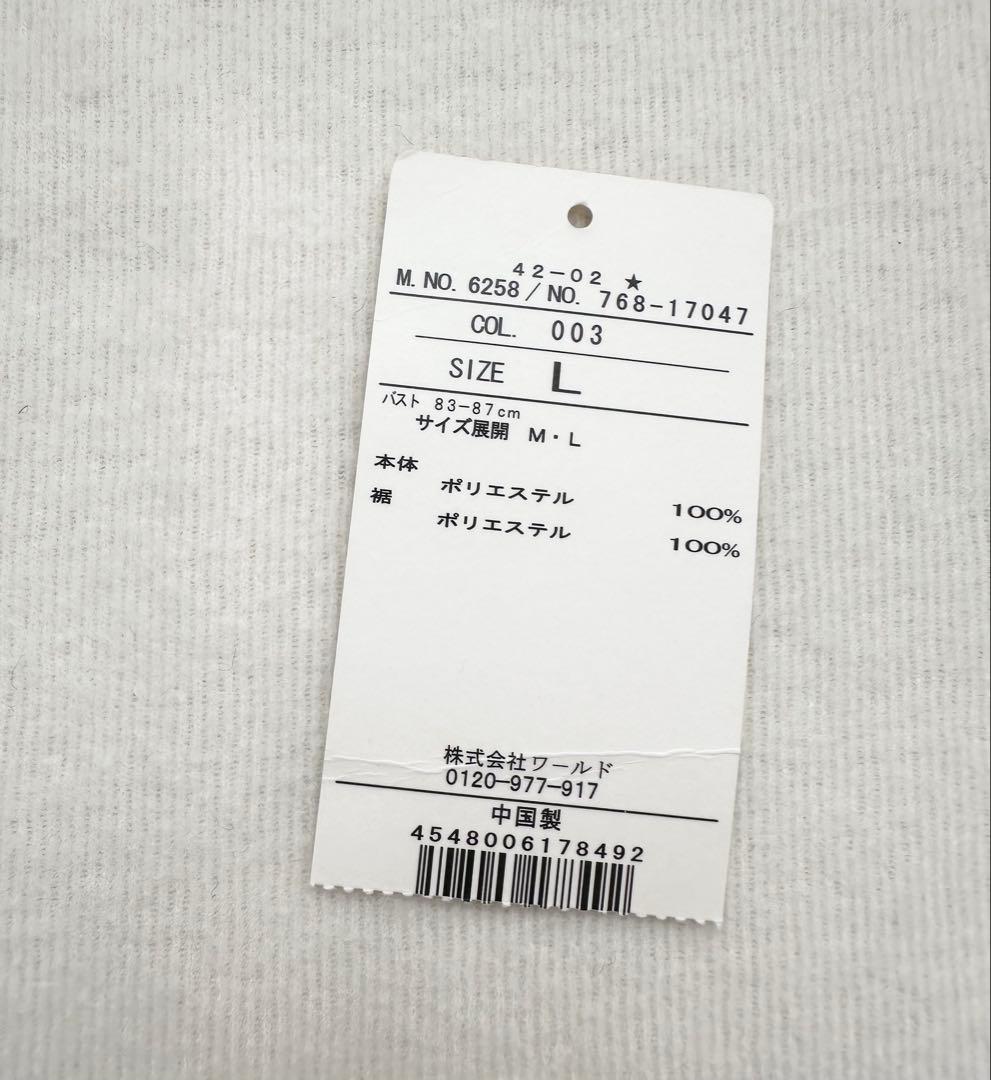 42-02 ★
M.NO. 6258/NO. 768-17047
COL. 003
SIZE L
バスト 83-87cm
サイズ展開 M・L
本体
ポリエステル 100%
裾
ポリエステル 100%
株式会社ワールド
0120-977-917
中国製
4548006178492